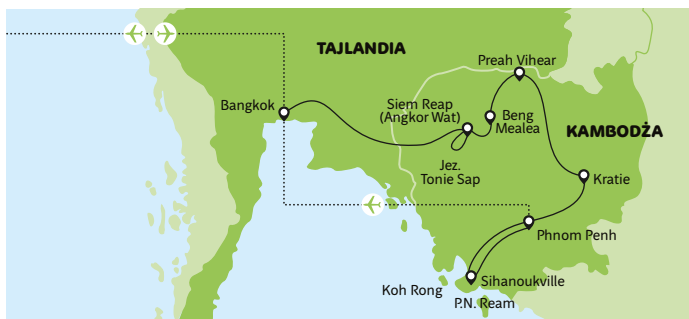 TAJLANDIA
Preah Vihear
Bangkok
Siem Reap
(Angkor Wat)
Beng
Mealea
KAMBODŻA
Jez.
Tonie Sap
Kratie
Phnom Penh
Koh Rong
Sihanoukville
P.N. Ream